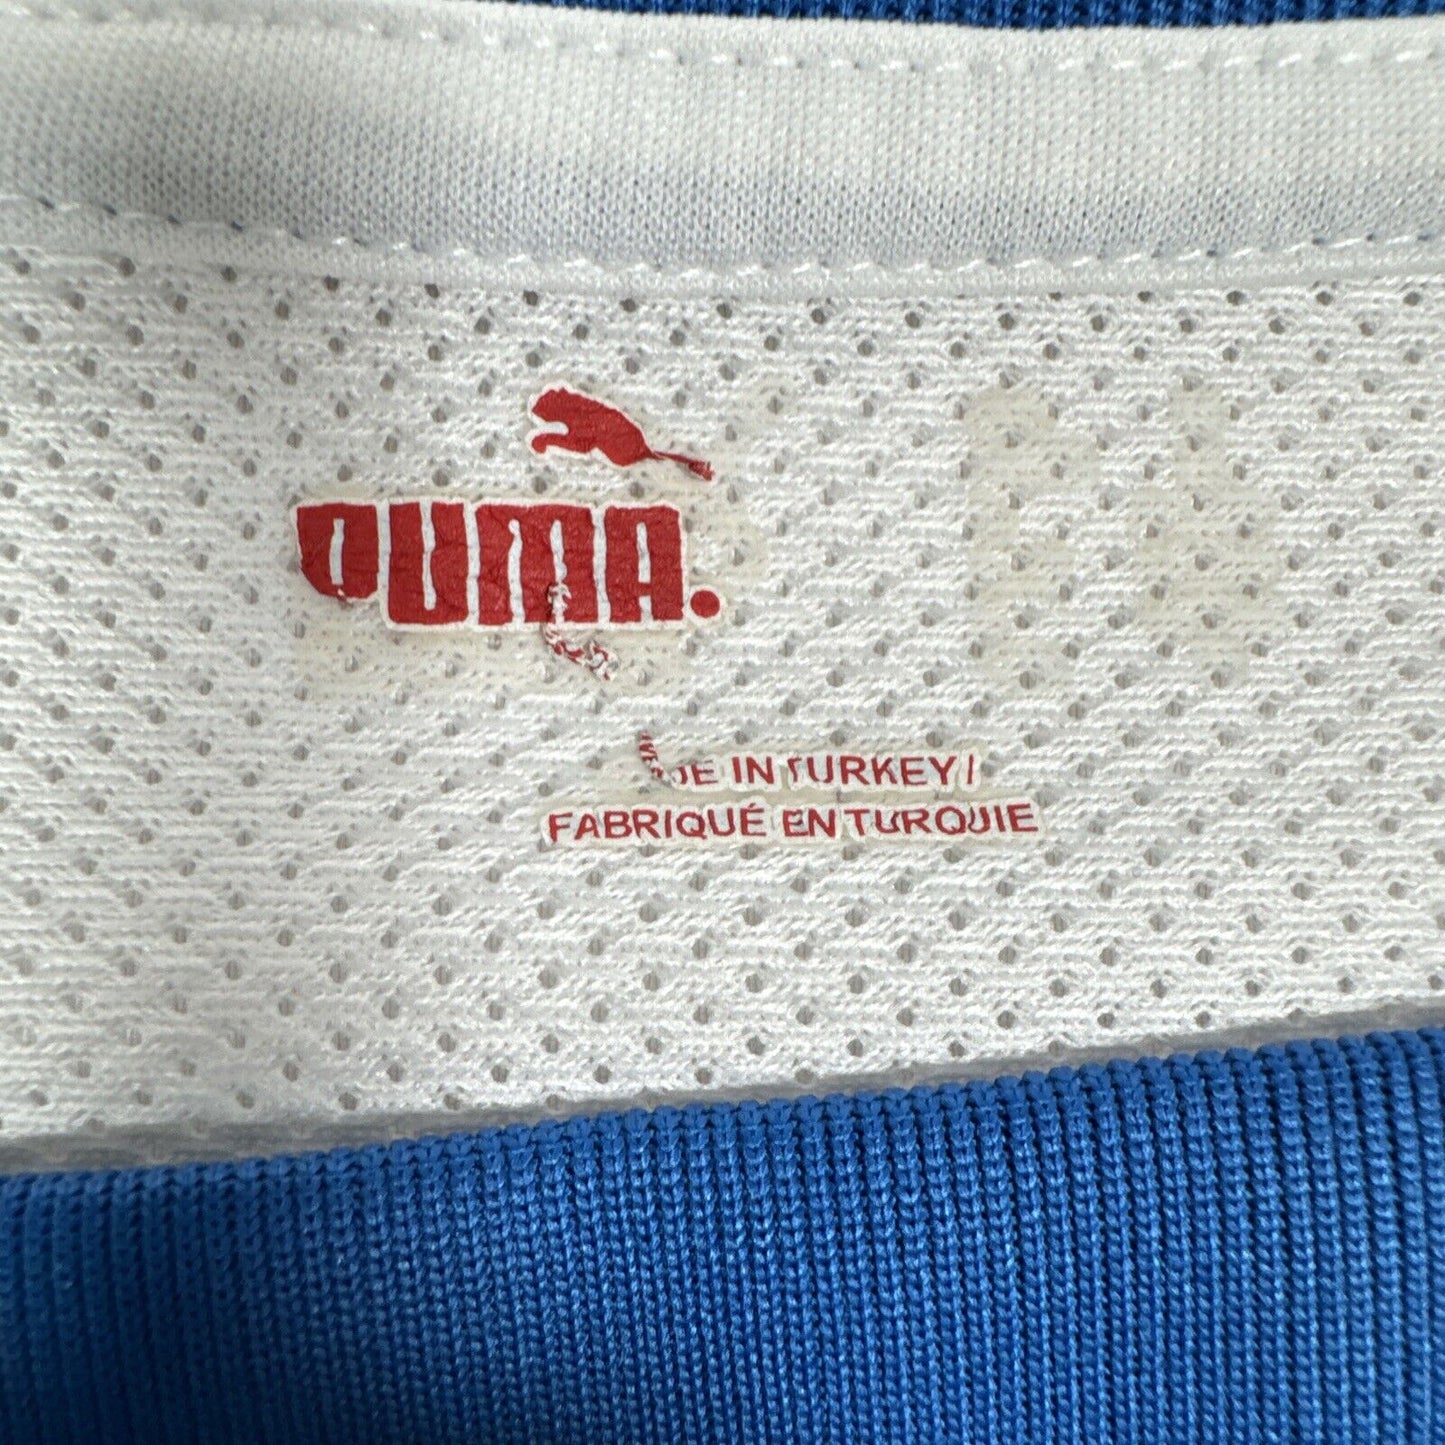 PUMA.
IN TURKEY/
FABRIQUÉ EN TURQUIE